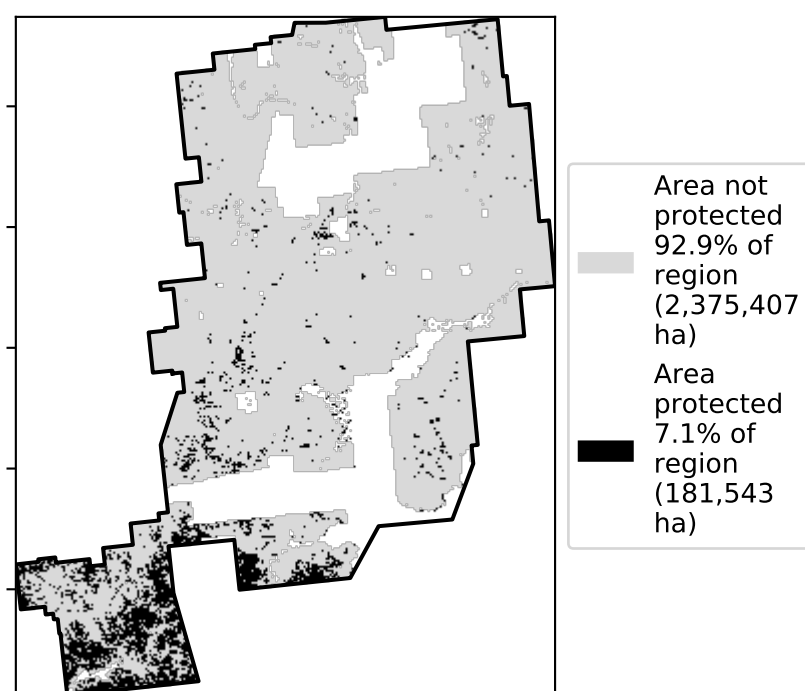 Area not
protected
92.9% of
region
(2,375,407
ha)
Area
protected
7.1% of
region
(181,543
ha)